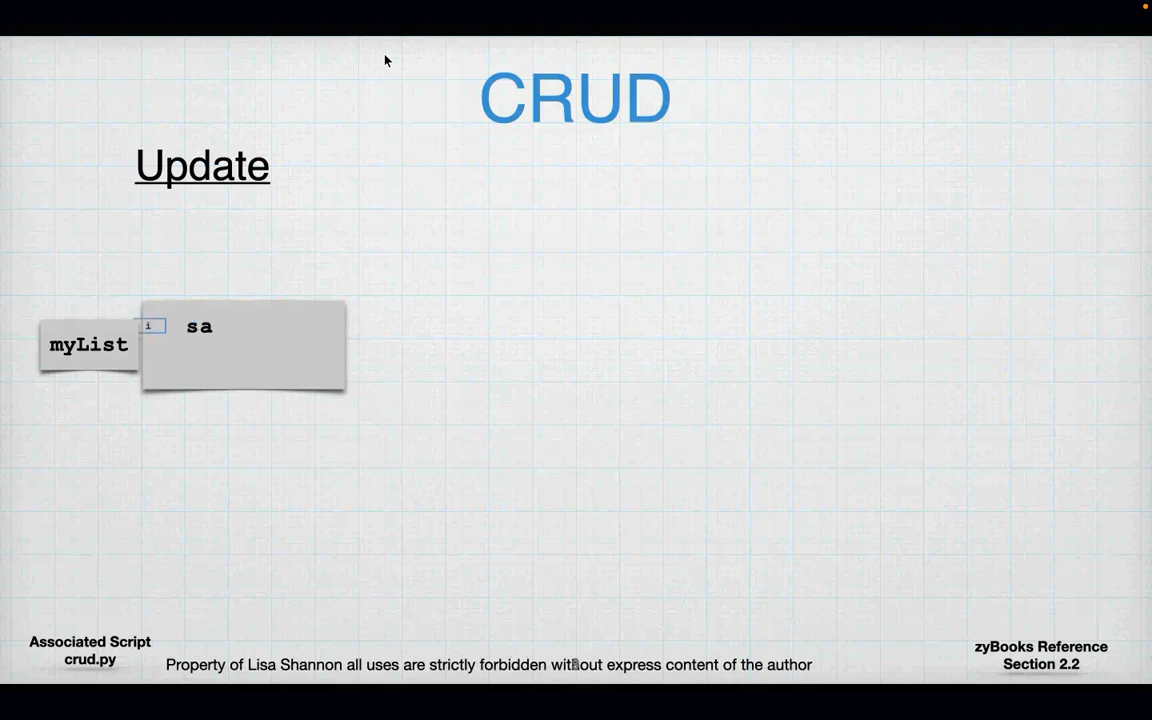 CRUD
Update
i
sa
myList
Associated Script
crud.py
Property of Lisa Shannon all uses are strictly forbidden without express content of the author
zyBooks Reference
Section 2.2